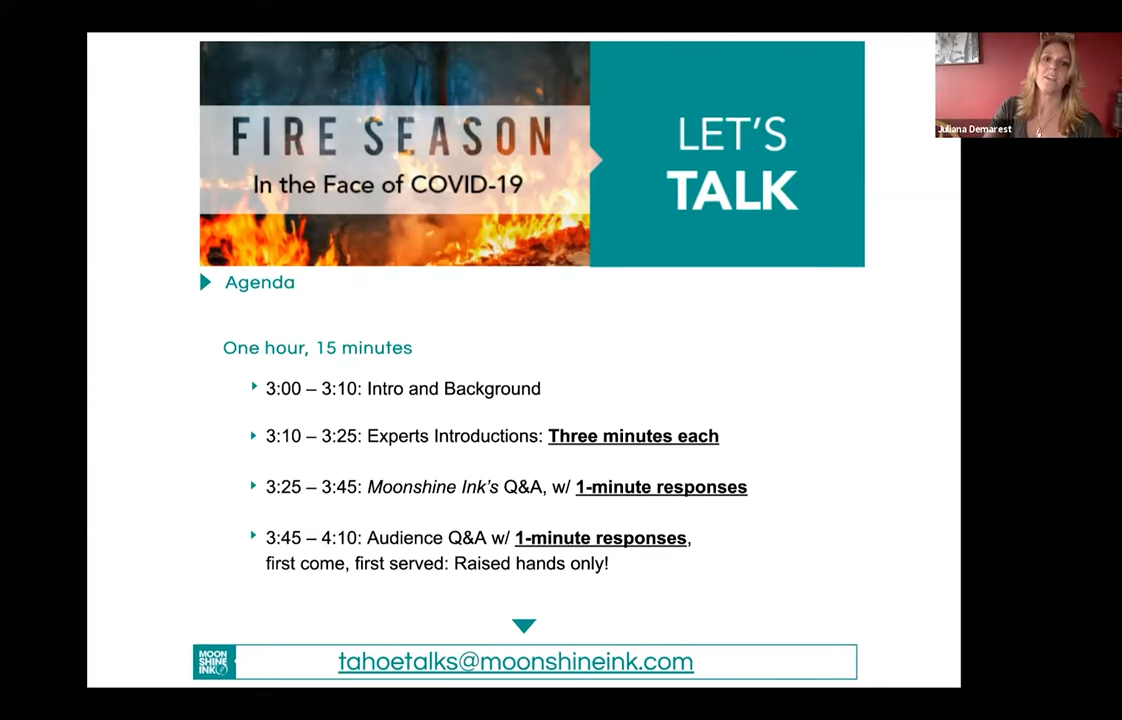 FIRE SEASON
In the Face of COVID-19
LET'S
TALK
Juliana Demarest
Agenda
One hour, 15 minutes
3:00 – 3:10: Intro and Background
3:10 – 3:25: Experts Introductions: Three minutes each
3:25 – 3:45: Moonshine Ink's Q&A, w/ 1-minute responses
3:45 – 4:10: Audience Q&A w/ 1-minute responses,
first come, first served: Raised hands only!
MOON
SHINE
INK
tahoetalks@moonshineink.com